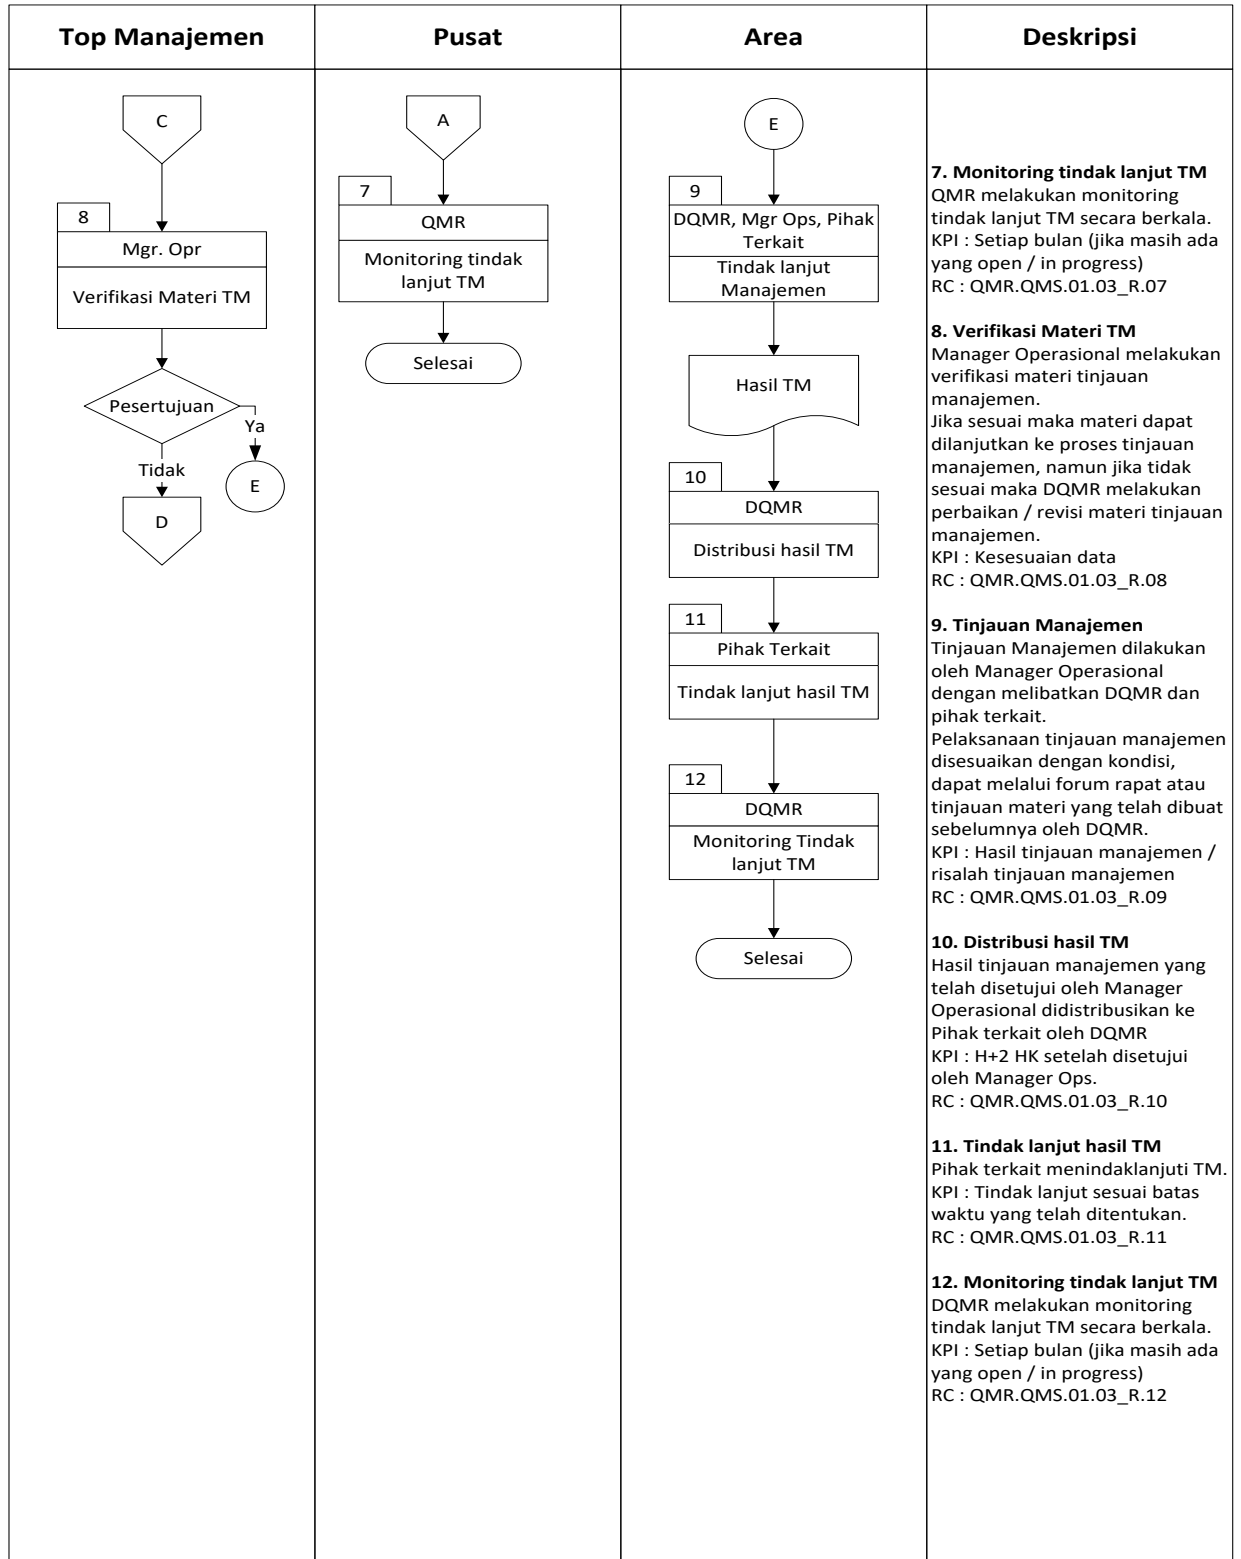 Top Manajemen
Pusat
Area
Deskripsi
C
8
Mgr. Opr
Verifikasi Materi TM
Pesertujuan
Ya
Tidak
E
D
A
7
QMR
Monitoring tindak
lanjut TM
Selesai
E
9
DQMR, Mgr Ops, Pihak
Terkait
Tindak lanjut
Manajemen
Hasil TM
10
DQMR
Distribusi hasil TM
11
Pihak Terkait
Tindak lanjut hasil TM
12
DQMR
Monitoring Tindak
lanjut TM
Selesai
7. Monitoring tindak lanjut TM
QMR melakukan monitoring
tindak lanjut TM secara berkala.
KPI : Setiap bulan (jika masih ada
yang open / in progress)
RC : QMR.QMS.01.03_R.07
8. Verifikasi Materi TM
Manager Operasional melakukan
verifikasi materi tinjauan
manajemen.
Jika sesuai maka materi dapat
dilanjutkan ke proses tinjauan
manajemen, namun jika tidak
sesuai maka DQMR melakukan
perbaikan / revisi materi tinjauan
manajemen.
KPI : Kesesuaian data
RC : QMR.QMS.01.03_R.08
9. Tinjauan Manajemen
Tinjauan Manajemen dilakukan
oleh Manager Operasional
dengan melibatkan DQMR dan
pihak terkait.
Pelaksanaan tinjauan manajemen
disesuaikan dengan kondisi,
dapat melalui forum rapat atau
tinjauan materi yang telah dibuat
sebelumnya oleh DQMR.
KPI : Hasil tinjauan manajemen /
risalah tinjauan manajemen
RC : QMR.QMS.01.03_R.09
10. Distribusi hasil TM
Hasil tinjauan manajemen yang
telah disetujui oleh Manager
Operasional didistribusikan ke
Pihak terkait oleh DQMR
KPI : H+2 HK setelah disetujui
oleh Manager Ops.
RC : QMR.QMS.01.03_R.10
11. Tindak lanjut hasil TM
Pihak terkait menindaklanjuti TM.
KPI : Tindak lanjut sesuai batas
waktu yang telah ditentukan.
RC : QMR.QMS.01.03_R.11
12. Monitoring tindak lanjut TM
DQMR melakukan monitoring
tindak lanjut TM secara berkala.
KPI : Setiap bulan (jika masih ada
yang open / in progress)
RC : QMR.QMS.01.03_R.12